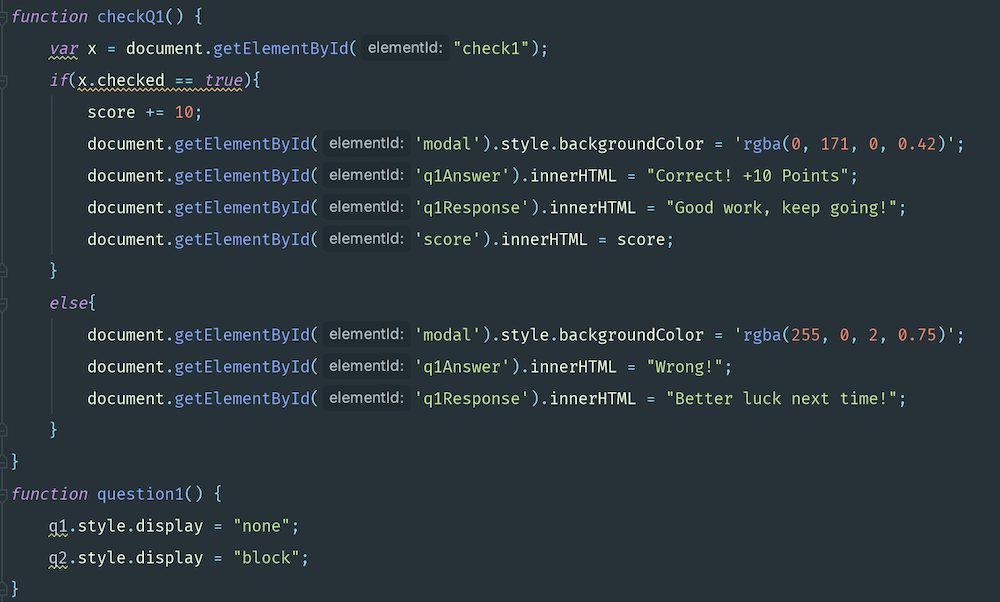 function checkQ1() {
    var x = document.getElementById( elementId: "check1");
    if(x.checked == true){
        score += 10;
        document.getElementById( elementId: 'modal').style.backgroundColor = 'rgba(0, 171, 0, 0.42)';
        document.getElementById( elementId: 'q1Answer').innerHTML = "Correct! +10 Points";
        document.getElementById( elementId: 'q1Response').innerHTML = "Good work, keep going!";
        document.getElementById( elementId: 'score').innerHTML = score;
    }
    else{
        document.getElementById( elementId: 'modal').style.backgroundColor = 'rgba(255, 0, 2, 0.75)';
        document.getElementById( elementId: 'q1Answer').innerHTML = "Wrong!";
        document.getElementById( elementId: 'q1Response').innerHTML = "Better luck next time!";
    }
}
function question1() {
    q1.style.display = "none";
    q2.style.display = "block";
}